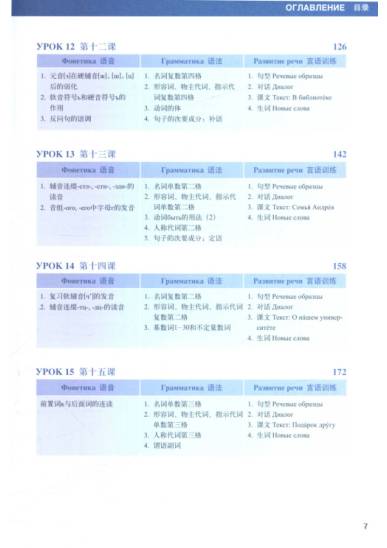 ОГЛАВЛЕНИЕ 目录
УРОК 12 第十二课 126
Фонетика 语音 Грамматика 语法 Развитие речи 言语训练
1. 元音[э]在硬辅音[ж], [ш], [ц] 1. 名词复数第四格 1. 句型 Речевые образцы
后的弱化 2. 形容词、物主代词、指示代 2. 对话 Диалог
2. 软音符号ь和硬音符号ъ的 词复数第四格 3. 课文 Текст: В библиотéке
作用 3. 动词的体 4. 生词 Новые слова
3. 反问句的语调 4. 句子的次要成分：补语
УРОК 13 第十三课 142
Фонетика 语音 Грамматика 语法 Развитие речи 言语训练
1. 辅音连缀-стз-, -стн-, -здн-的 1. 名词单数第二格 1. 句型 Речевые образцы
读音 2. 形容词、物主代词、指示代 2. 对话 Диалог
2. 音组-ого, -его中字母г的发音 词单数第二格 3. 课文 Текст: Семья́ Андре́я
3. 动词быть的用法（2） 4. 生词 Новые слова
4. 人称代词第二格
5. 句子的次要成分：定语
УРОК 14 第十四课 158
Фонетика 语音 Грамматика 语法 Развитие речи 言语训练
1. 复习软辅音[ч']的发音 1. 名词复数第二格 1. 句型 Речевые образцы
2. 辅音连缀 的读音 2. 形容词、物主代词、指示代词 2. 对话 Диалог
复数第二格 3. 课文 Текст: О нáшем универ-
3. 基数词1—30和不定量数词 ситéте
4. 生词 Новые слова
УРОК 15 第十五课 172
Фонетика 语音 Грамматика 语法 Развитие речи 言语训练
前置词к与后面词的连读 1. 名词单数第三格 1. 句型 Речевые образцы
2. 形容词、物主代词、指示代词 2. 对话 Диалог
单数第三格 3. 课文 Текст: Подáрок дрýгу
3. 人称代词第三格 4. 生词 Новые слова
4. 谓语副词
7